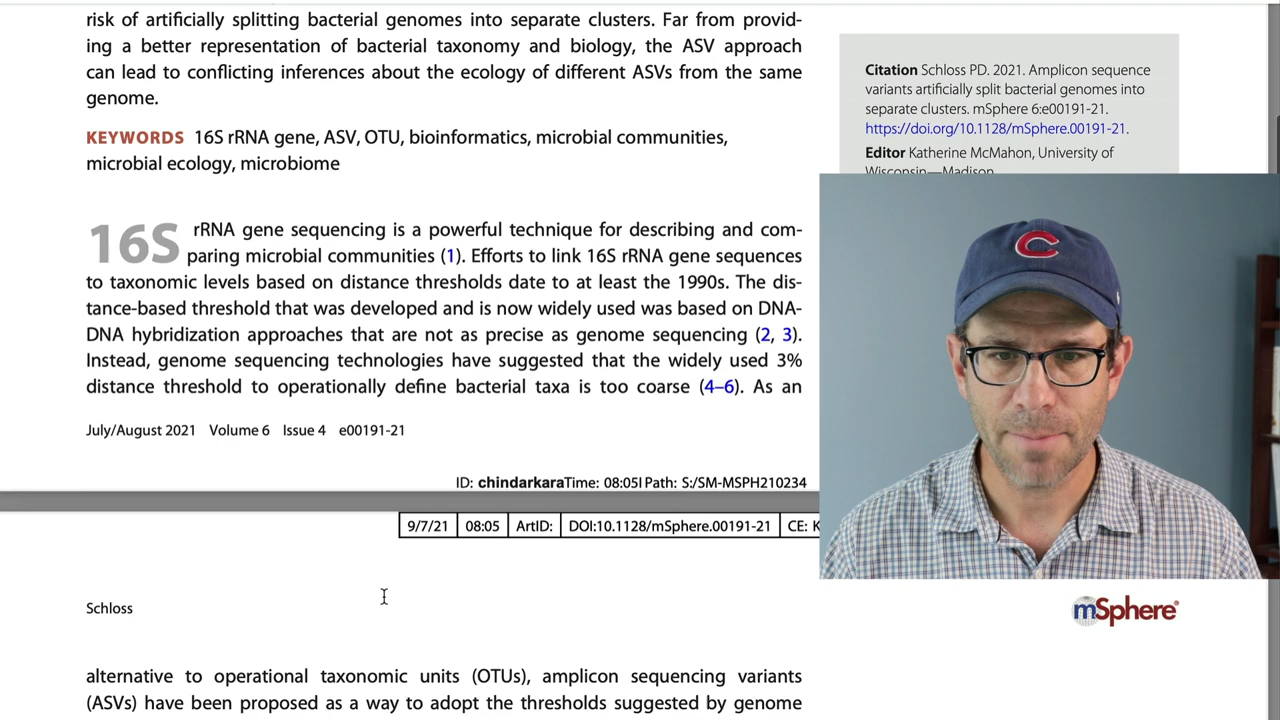 risk of artificially splitting bacterial genomes into separate clusters. Far from provid-
ing a better representation of bacterial taxonomy and biology, the ASV approach
can lead to conflicting inferences about the ecology of different ASVs from the same
genome.
KEYWORDS 16S rRNA gene, ASV, OTU, bioinformatics, microbial communities,
microbial ecology, microbiome
Citation Schloss PD. 2021. Amplicon sequence
variants artificially split bacterial genomes into
separate clusters. mSphere 6:e00191-21.
https://doi.org/10.1128/mSphere.00191-21.
Editor Katherine McMahon, University of
Wisconsin—Madison
16S rRNA gene sequencing is a powerful technique for describing and com-
paring microbial communities (1). Efforts to link 16S rRNA gene sequences
to taxonomic levels based on distance thresholds date to at least the 1990s. The dis-
tance-based threshold that was developed and is now widely used was based on DNA-
DNA hybridization approaches that are not as precise as genome sequencing (2, 3).
Instead, genome sequencing technologies have suggested that the widely used 3%
distance threshold to operationally define bacterial taxa is too coarse (4–6). As an
July/August 2021 Volume 6 Issue 4 e00191-21
ID: chindarkaraTime: 08:05I Path: S:/SM-MSPH210234
9/7/21 08:05 ArtID: DOI:10.1128/mSphere.00191-21 CE: K
Schloss
mSphere
alternative to operational taxonomic units (OTUs), amplicon sequencing variants
(ASVs) have been proposed as a way to adopt the thresholds suggested by genome
C